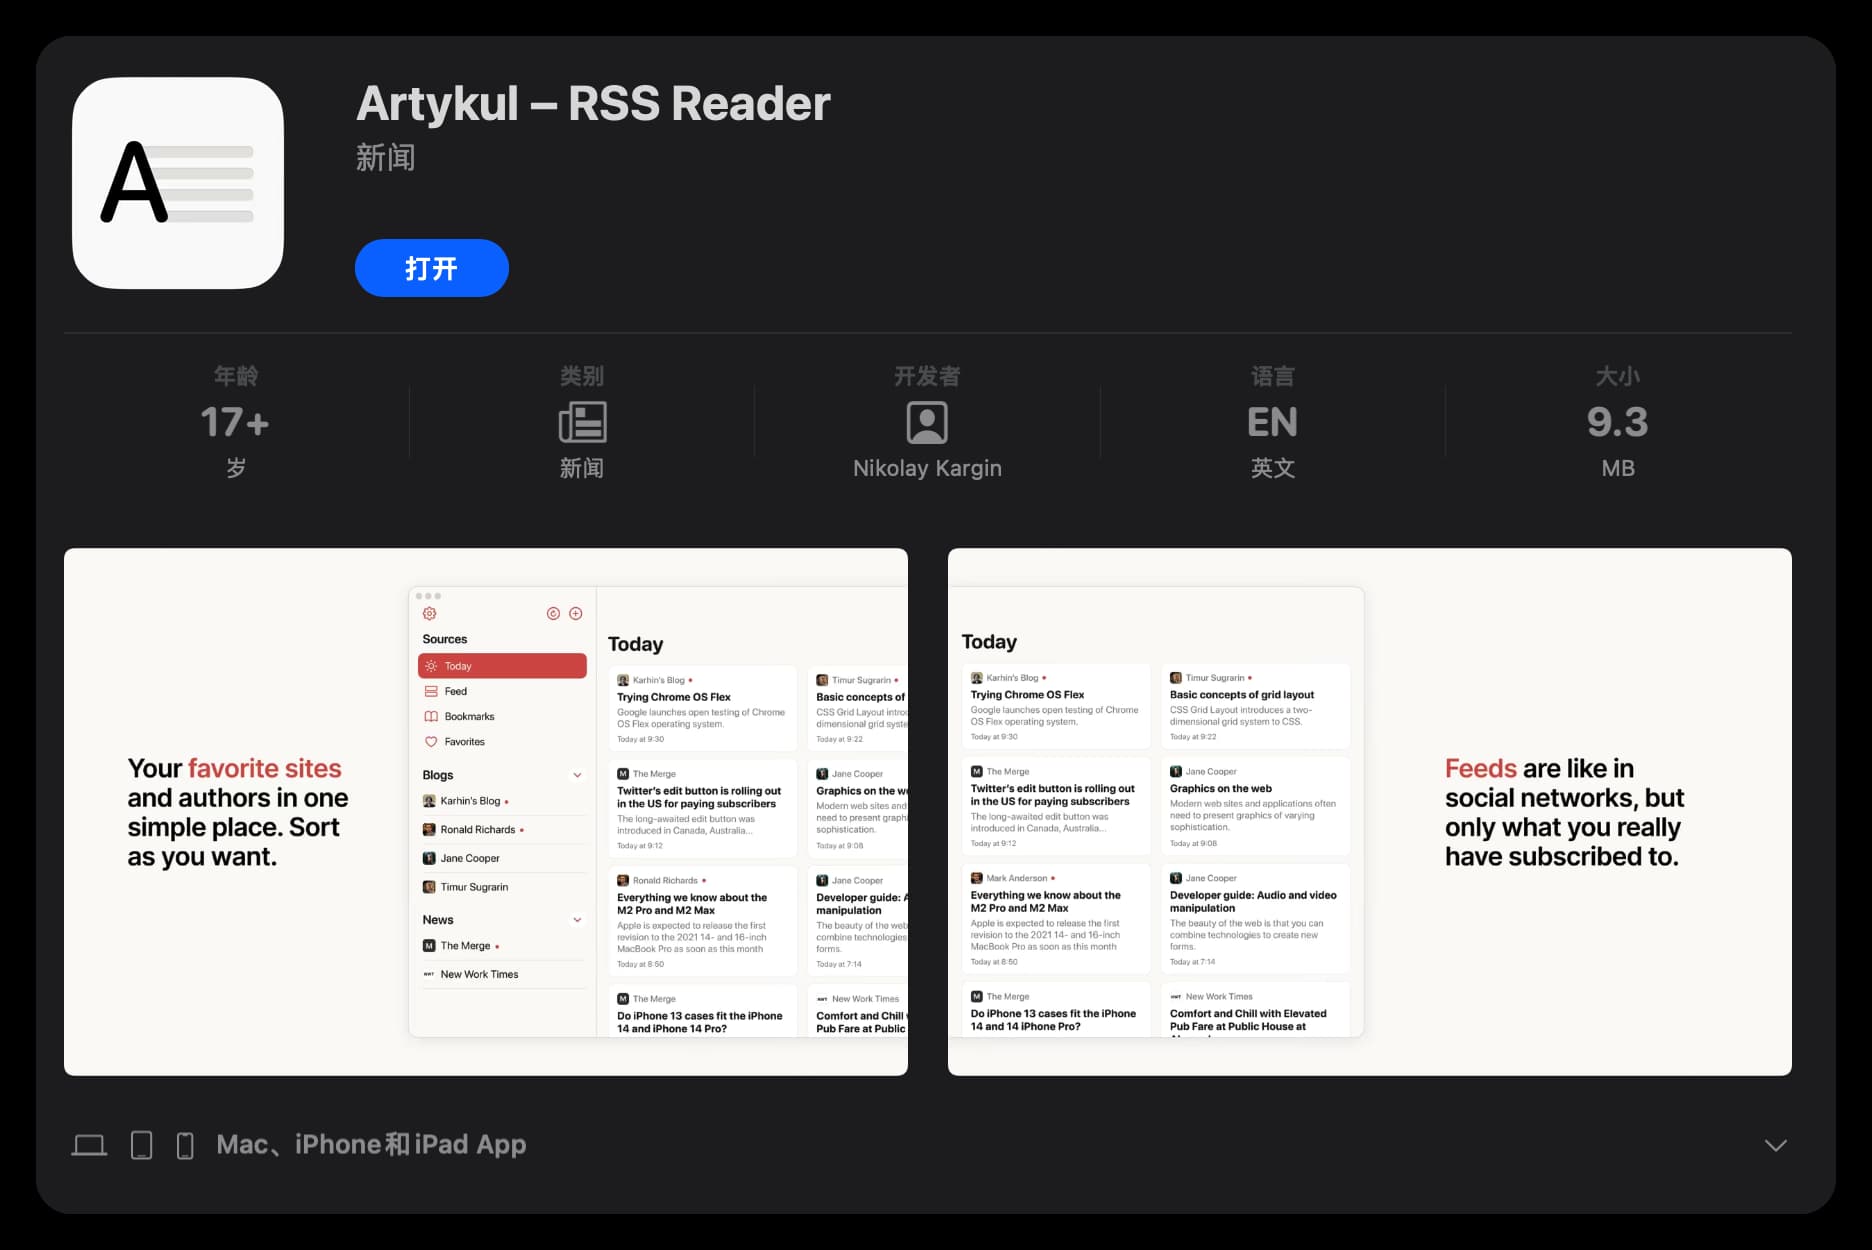 A
Artykul – RSS Reader
新闻
打开
年龄
17+
岁
类别
新闻
开发者
Nikolay Kargin
语言
EN
英文
大小
9.3
MB
Your favorite sites
and authors in one
simple place. Sort
as you want.
Sources
Today
Feed
Bookmarks
Favorites
Blogs
Karhin's Blog
Ronald Richards
Jane Cooper
Timur Sugrarin
News
M The Merge
New Work Times
Today
Karhin's Blog
Trying Chrome OS Flex
Google launches open testing of Chrome
OS Flex operating system.
Today at 9:30
Timur Sugrarin
Basic concepts of
CSS Grid Layout introc
dimensional grid syste
Today at 9:22
M The Merge
Twitter's edit button is rolling out
in the US for paying subscribers
The long-awaited edit button was
introduced in Canada, Australia...
Today at 9:12
Jane Cooper
Graphics on the we
Modern web sites and
need to present graphi
sophistication.
Today at 9:08
Ronald Richards
Everything we know about the
M2 Pro and M2 Max
Apple is expected to release the first
revision to the 2021 14- and 16-inch
MacBook Pro as soon as this month
Today at 8:50
Jane Cooper
Developer guide: A
manipulation
The beauty of the web
combine technologies
forms.
Today at 7:14
M The Merge
Do iPhone 13 cases fit the iPhone
14 and iPhone 14 Pro?
New Work Times
Comfort and Chill
Pub Fare at Public
Today
Karhin's Blog
Trying Chrome OS Flex
Google launches open testing of Chrome
OS Flex operating system.
Today at 9:30
Timur Sugrarin
Basic concepts of grid layout
CSS Grid Layout introduces a two-
dimensional grid system to CSS.
Today at 9:22
M The Merge
Twitter's edit button is rolling out
in the US for paying subscribers
The long-awaited edit button was
introduced in Canada, Australia...
Today at 9:12
Jane Cooper
Graphics on the web
Modern web sites and applications often
need to present graphics of varying
sophistication.
Today at 9:08
Mark Anderson
Everything we know about the
M2 Pro and M2 Max
Apple is expected to release the first
revision to the 2021 14- and 16-inch
MacBook Pro as soon as this month
Today at 8:50
Jane Cooper
Developer guide: Audio and video
manipulation
The beauty of the web is that you can
combine technologies to create new
forms.
Today at 7:14
M The Merge
Do iPhone 13 cases fit the iPhone
14 and 14 iPhone Pro?
New Work Times
Comfort and Chill with Elevated
Pub Fare at Public House at
Feeds are like in
social networks, but
only what you really
have subscribed to.
Mac、iPhone和iPad App